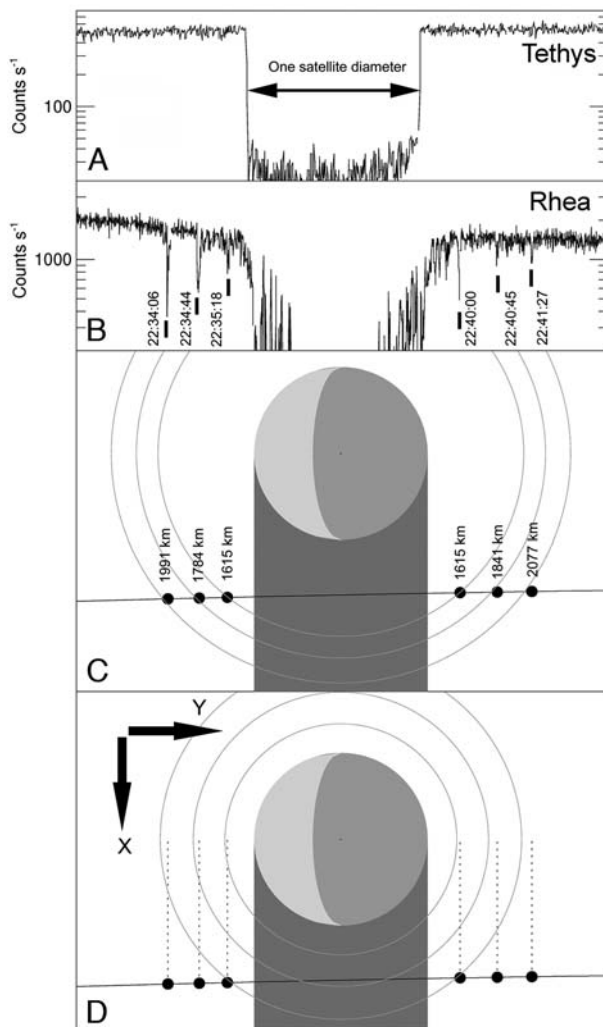 Counts s⁻¹
100
Tethys
One satellite diameter
A
Counts s⁻¹
1000
Rhea
22:34:06
22:34:44
22:35:18
22:40:00
22:40:45
22:41:27
B
1991 km
1784 km
1615 km
1615 km
1841 km
2077 km
C
Y
X
D